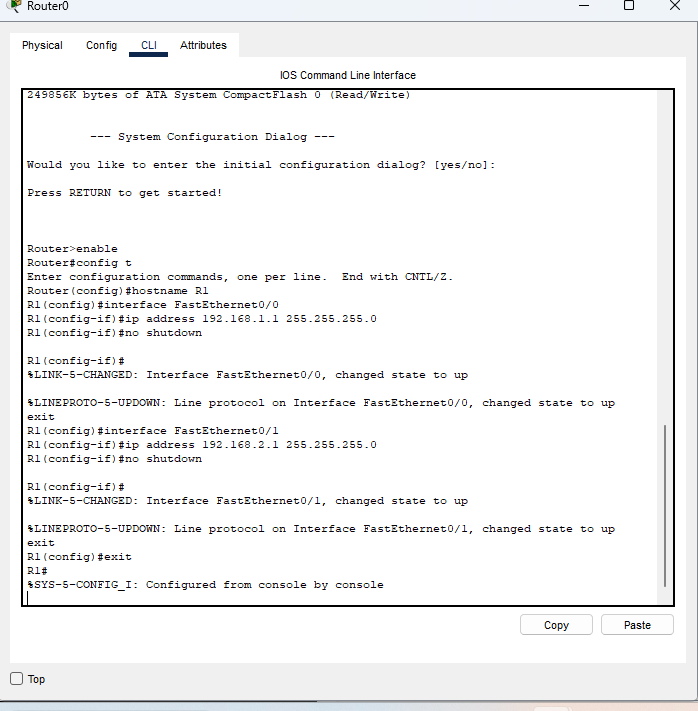 Router0
Physical Config CLI Attributes
IOS Command Line Interface
249856K bytes of ATA System CompactFlash 0 (Read/Write)
--- System Configuration Dialog ---
Would you like to enter the initial configuration dialog? [yes/no]:
Press RETURN to get started!
Router>enable
Router#config t
Enter configuration commands, one per line.  End with CNTL/Z.
Router(config)#hostname R1
R1(config)#interface FastEthernet0/0
R1(config-if)#ip address 192.168.1.1 255.255.255.0
R1(config-if)#no shutdown
R1(config-if)#
%LINK-5-CHANGED: Interface FastEthernet0/0, changed state to up
%LINEPROTO-5-UPDOWN: Line protocol on Interface FastEthernet0/0, changed state to up
exit
R1(config)#interface FastEthernet0/1
R1(config-if)#ip address 192.168.2.1 255.255.255.0
R1(config-if)#no shutdown
R1(config-if)#
%LINK-5-CHANGED: Interface FastEthernet0/1, changed state to up
%LINEPROTO-5-UPDOWN: Line protocol on Interface FastEthernet0/1, changed state to up
exit
R1(config)#exit
R1#
%SYS-5-CONFIG_I: Configured from console by console
Copy Paste
Top